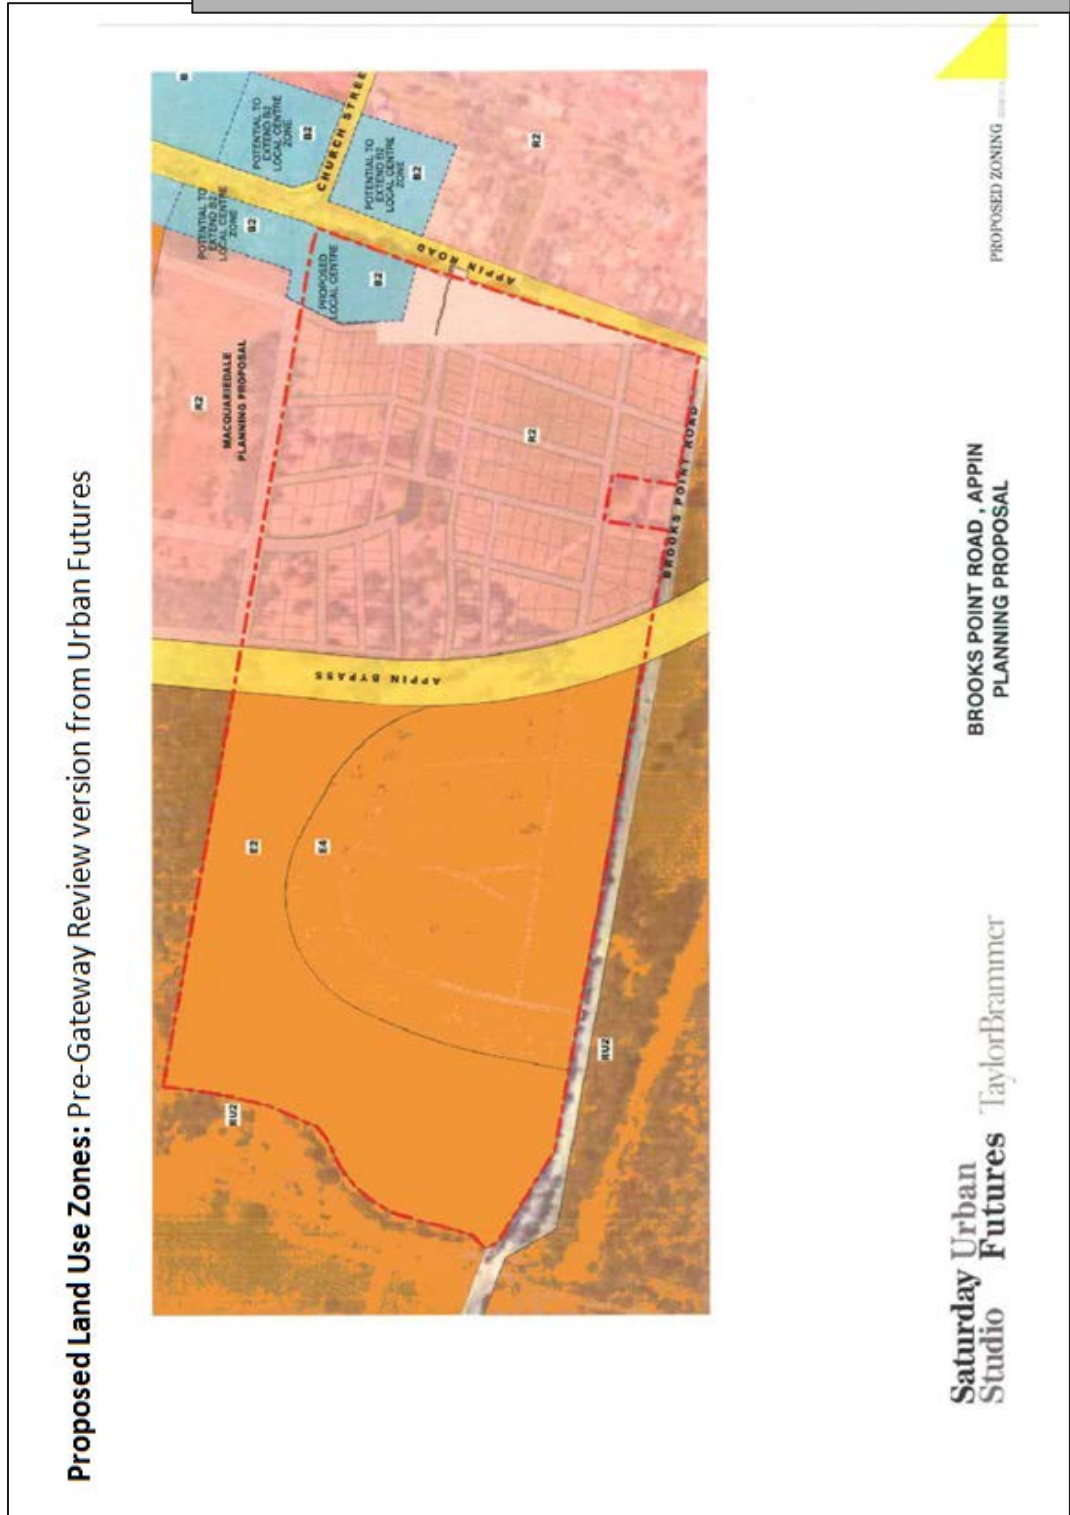 Proposed Land Use Zones: Pre-Gateway Review version from Urban Futures
RU2
E2
E4
RU2
APPIN BYPASS
R2
MACQUARIEDALE
PLANNING PROPOSAL
R2
BROOKS POINT ROAD
PROPOSED
LOCAL CENTRE
B2
APPIN ROAD
POTENTIAL TO
EXTEND B2
LOCAL CENTRE
ZONE
B2
CHURCH STREE
POTENTIAL TO
EXTEND B2
LOCAL CENTRE
ZONE
B2
POTENTIAL TO
EXTEND B2
LOCAL CENTRE
ZONE
B2
R2
B
Saturday
Studio
Urban
Futures
TaylorBrammer
BROOKS POINT ROAD, APPIN
PLANNING PROPOSAL
PROPOSED ZONING